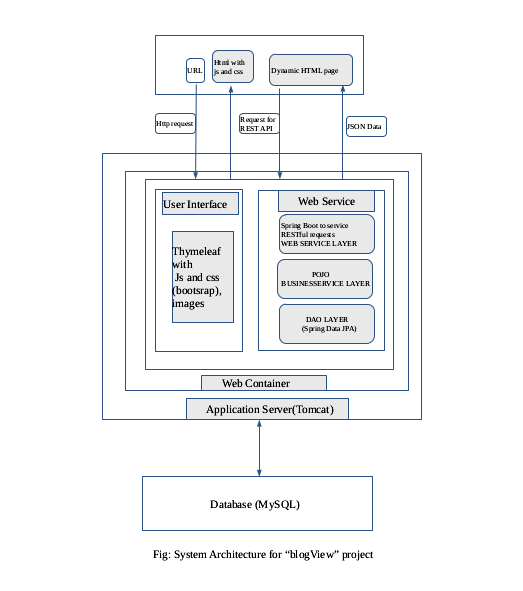 URL
Html with
js and css
Dynamic HTML page
Http request
Request for
REST API
JSON Data
User Interface
Web Service
Thymeleaf
with
Js and css
(bootsrap),
images
Spring Boot to service
RESTful requests
WEB SERVICE LAYER
POJO
BUSINESSERVICE LAYER
DAO LAYER
(Spring Data JPA)
Web Container
Application Server(Tomcat)
Database (MySQL)
Fig: System Architecture for “blogView” project